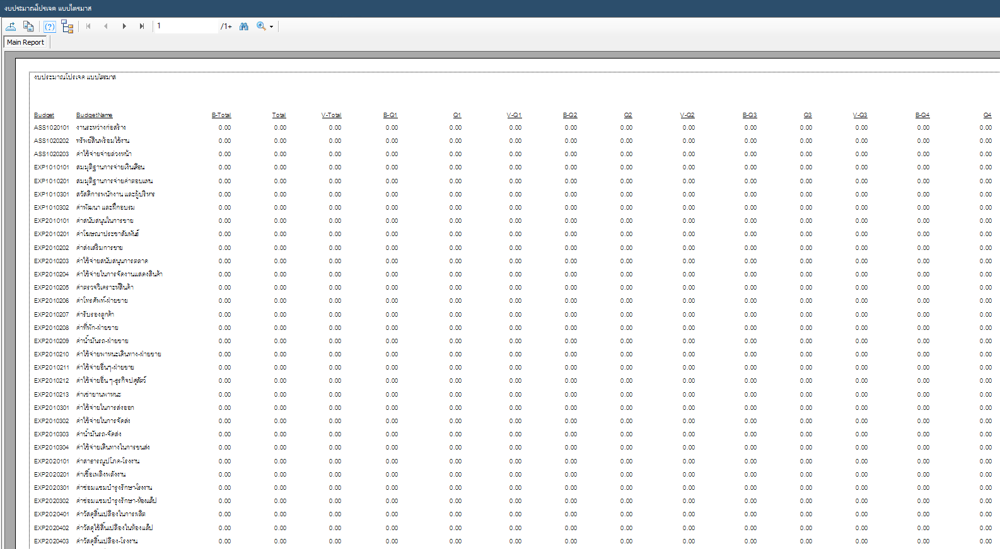 งบประมาณโปรเจค แบบไตรมาส
1 /1+
Main Report
งบประมาณโปรเจค แบบไตรมาส
Budget BudgetName B-Total Total V-Total B-Q1 Q1 V-Q1 B-Q2 Q2 V-Q2 B-Q3 Q3 V-Q3 B-Q4 Q4
ASS1020101 งานระหว่างก่อสร้าง 0.00 0.00 0.00 0.00 0.00 0.00 0.00 0.00 0.00 0.00 0.00 0.00 0.00 0.00
ASS1020202 ทรัพย์สินพร้อมใช้งาน 0.00 0.00 0.00 0.00 0.00 0.00 0.00 0.00 0.00 0.00 0.00 0.00 0.00 0.00
ASS1020203 ค่าใช้จ่ายจ่ายล่วงหน้า 0.00 0.00 0.00 0.00 0.00 0.00 0.00 0.00 0.00 0.00 0.00 0.00 0.00 0.00
EXP1010101 สมมุติฐานการจ่ายเงินเดือน 0.00 0.00 0.00 0.00 0.00 0.00 0.00 0.00 0.00 0.00 0.00 0.00 0.00 0.00
EXP1010201 สมมุติฐานการจ่ายค่าตอบแทน 0.00 0.00 0.00 0.00 0.00 0.00 0.00 0.00 0.00 0.00 0.00 0.00 0.00 0.00
EXP1010301 สวัสดิการพนักงาน และผู้บริหาร 0.00 0.00 0.00 0.00 0.00 0.00 0.00 0.00 0.00 0.00 0.00 0.00 0.00 0.00
EXP1010302 ค่าพัฒนา และฝึกอบรม 0.00 0.00 0.00 0.00 0.00 0.00 0.00 0.00 0.00 0.00 0.00 0.00 0.00 0.00
EXP2010101 ค่าสนับสนุนในการขาย 0.00 0.00 0.00 0.00 0.00 0.00 0.00 0.00 0.00 0.00 0.00 0.00 0.00 0.00
EXP2010201 ค่าโฆษณาประชาสัมพันธ์ 0.00 0.00 0.00 0.00 0.00 0.00 0.00 0.00 0.00 0.00 0.00 0.00 0.00 0.00
EXP2010202 ค่าส่งเสริมการขาย 0.00 0.00 0.00 0.00 0.00 0.00 0.00 0.00 0.00 0.00 0.00 0.00 0.00 0.00
EXP2010203 ค่าใช้จ่ายสนับสนุนการตลาด 0.00 0.00 0.00 0.00 0.00 0.00 0.00 0.00 0.00 0.00 0.00 0.00 0.00 0.00
EXP2010204 ค่าใช้จ่ายในการจัดงานแสดงสินค้า 0.00 0.00 0.00 0.00 0.00 0.00 0.00 0.00 0.00 0.00 0.00 0.00 0.00 0.00
EXP2010205 ค่าตรวจวิเคราะห์สินค้า 0.00 0.00 0.00 0.00 0.00 0.00 0.00 0.00 0.00 0.00 0.00 0.00 0.00 0.00
EXP2010206 ค่าโทรศัพท์-ฝ่ายขาย 0.00 0.00 0.00 0.00 0.00 0.00 0.00 0.00 0.00 0.00 0.00 0.00 0.00 0.00
EXP2010207 ค่ารับรองลูกค้า 0.00 0.00 0.00 0.00 0.00 0.00 0.00 0.00 0.00 0.00 0.00 0.00 0.00 0.00
EXP2010208 ค่าที่พัก-ฝ่ายขาย 0.00 0.00 0.00 0.00 0.00 0.00 0.00 0.00 0.00 0.00 0.00 0.00 0.00 0.00
EXP2010209 ค่าน้ำมันรถ-ฝ่ายขาย 0.00 0.00 0.00 0.00 0.00 0.00 0.00 0.00 0.00 0.00 0.00 0.00 0.00 0.00
EXP2010210 ค่าใช้จ่ายพาหนะเดินทาง-ฝ่ายขาย 0.00 0.00 0.00 0.00 0.00 0.00 0.00 0.00 0.00 0.00 0.00 0.00 0.00 0.00
EXP2010211 ค่าใช้จ่ายอื่นๆ-ฝ่ายขาย 0.00 0.00 0.00 0.00 0.00 0.00 0.00 0.00 0.00 0.00 0.00 0.00 0.00 0.00
EXP2010212 ค่าใช้จ่ายอื่น ๆ-ธุรกิจปศุสัตว์ 0.00 0.00 0.00 0.00 0.00 0.00 0.00 0.00 0.00 0.00 0.00 0.00 0.00 0.00
EXP2010213 ค่าเช่ายานพาหนะ 0.00 0.00 0.00 0.00 0.00 0.00 0.00 0.00 0.00 0.00 0.00 0.00 0.00 0.00
EXP2010301 ค่าใช้จ่ายในการส่งออก 0.00 0.00 0.00 0.00 0.00 0.00 0.00 0.00 0.00 0.00 0.00 0.00 0.00 0.00
EXP2010302 ค่าใช้จ่ายในการจัดส่ง 0.00 0.00 0.00 0.00 0.00 0.00 0.00 0.00 0.00 0.00 0.00 0.00 0.00 0.00
EXP2010303 ค่าน้ำมันรถ-จัดส่ง 0.00 0.00 0.00 0.00 0.00 0.00 0.00 0.00 0.00 0.00 0.00 0.00 0.00 0.00
EXP2010304 ค่าใช้จ่ายเดินทางในการขนส่ง 0.00 0.00 0.00 0.00 0.00 0.00 0.00 0.00 0.00 0.00 0.00 0.00 0.00 0.00
EXP2020101 ค่าสาธารณูปโภค-โรงงาน 0.00 0.00 0.00 0.00 0.00 0.00 0.00 0.00 0.00 0.00 0.00 0.00 0.00 0.00
EXP2020201 ค่าเชื้อเพลิงพลังงาน 0.00 0.00 0.00 0.00 0.00 0.00 0.00 0.00 0.00 0.00 0.00 0.00 0.00 0.00
EXP2020301 ค่าซ่อมแซมบำรุงรักษา-โรงงาน 0.00 0.00 0.00 0.00 0.00 0.00 0.00 0.00 0.00 0.00 0.00 0.00 0.00 0.00
EXP2020302 ค่าซ่อมแซมบำรุงรักษา-ห้องแล็ป 0.00 0.00 0.00 0.00 0.00 0.00 0.00 0.00 0.00 0.00 0.00 0.00 0.00 0.00
EXP2020401 ค่าวัสดุสิ้นเปลืองในการผลิต 0.00 0.00 0.00 0.00 0.00 0.00 0.00 0.00 0.00 0.00 0.00 0.00 0.00 0.00
EXP2020402 ค่าวัสดุใช้สิ้นเปลืองในห้องแล็ป 0.00 0.00 0.00 0.00 0.00 0.00 0.00 0.00 0.00 0.00 0.00 0.00 0.00 0.00
EXP2020403 ค่าวัสดุสิ้นเปลือง-โรงงาน 0.00 0.00 0.00 0.00 0.00 0.00 0.00 0.00 0.00 0.00 0.00 0.00 0.00 0.00